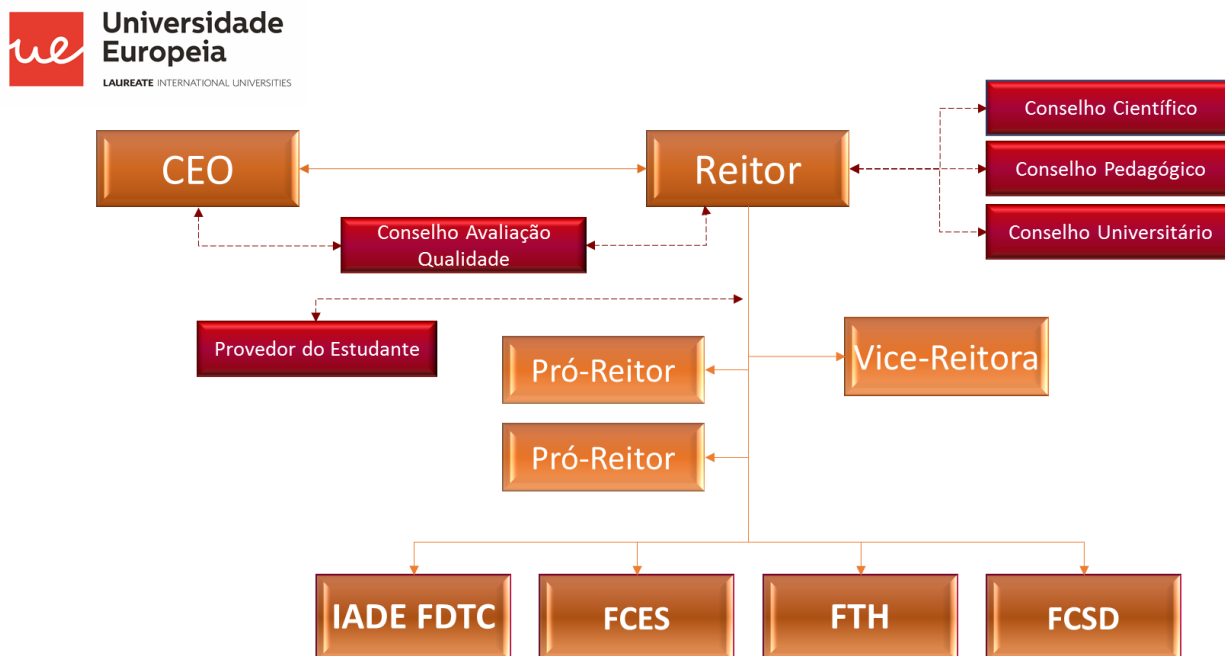 ue
Universidade
Europeia
LAUREATE INTERNATIONAL UNIVERSITIES
CEO
Reitor
Conselho Científico
Conselho Pedagógico
Conselho Universitário
Conselho Avaliação
Qualidade
Provedor do Estudante
Pró-Reitor
Vice-Reitora
Pró-Reitor
IADE FDTC
FCES
FTH
FCSD